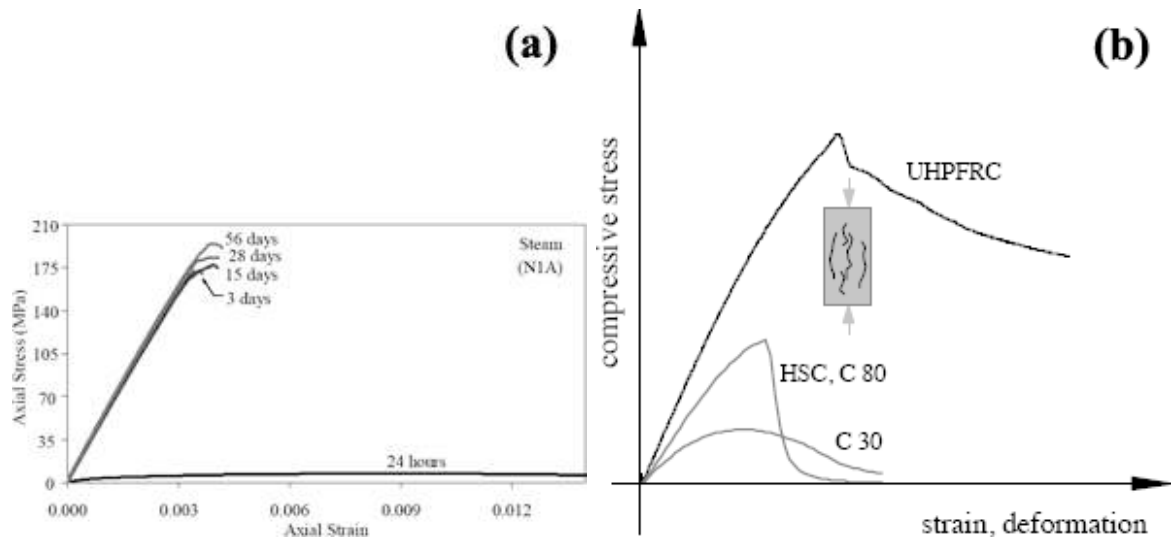 (a)
210
175
140
105
70
35
0
Axial Stress (MPa)
56 days
28 days
15 days
3 days
Steam
(N1A)
24 hours
0.000
0.003
0.006
0.009
0.012
Axial Strain
(b)
compressive stress
UHPFRC
HSC, C 80
C 30
strain, deformation